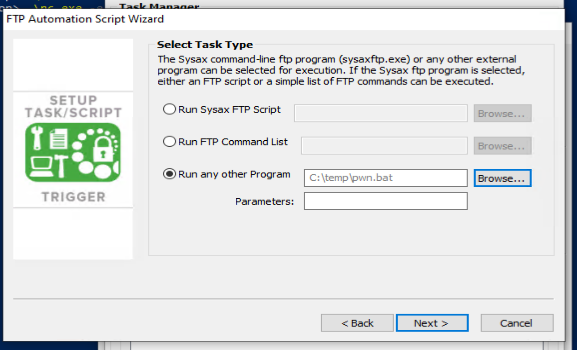 Task Manager
FTP Automation Script Wizard
SETUP
TASK/SCRIPT
TRIGGER
Select Task Type
The Sysax command-line ftp program (sysaxftp.exe) or any other external
program can be selected for execution. If the Sysax ftp program is selected,
either an FTP script or a simple list of FTP commands can be executed.
Run Sysax FTP Script Browse...
Run FTP Command List Browse...
Run any other Program C:\temp\pwn.bat Browse...
Parameters:
< Back Next > Cancel